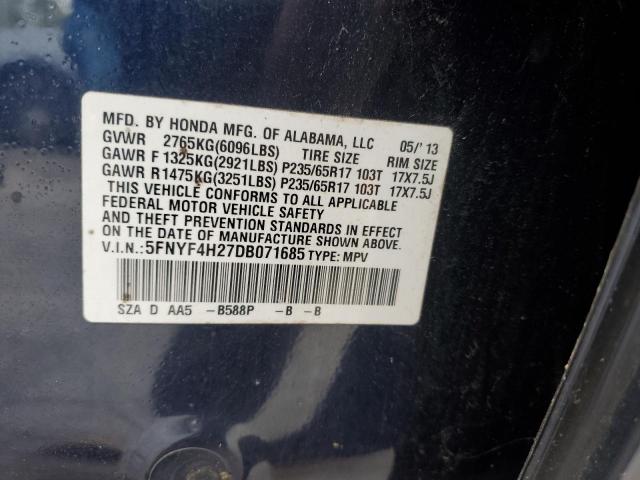 MFD. BY HONDA MFG. OF ALABAMA, LLC 05/'13
GVWR 2765KG(6096LBS) TIRE SIZE RIM SIZE
GAWR F 1325KG(2921LBS) P235/65R17 103T 17X7.5J
GAWR R1475KG(3251LBS) P235/65R17 103T 17X7.5J
THIS VEHICLE CONFORMS TO ALL APPLICABLE
FEDERAL MOTOR VEHICLE SAFETY
AND THEFT PREVENTION STANDARDS IN EFFECT
ON THE DATE OF MANUFACTURE SHOWN ABOVE.
V.I.N.:5FNYF4H27DB071685 TYPE: MPV
SZA D AA5 -B588P -B -B